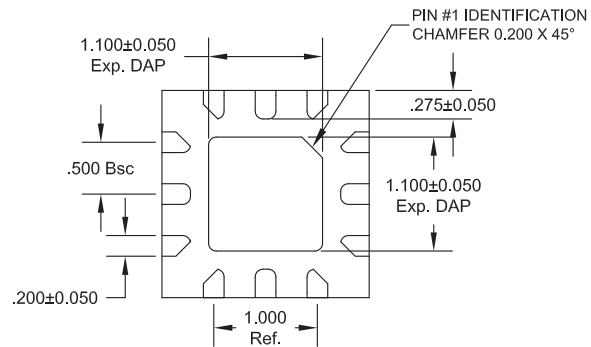 PIN #1 IDENTIFICATION
CHAMFER 0.200 X 45°
1.100±0.050
Exp. DAP
.275±0.050
.500 Bsc
1.100±0.050
Exp. DAP
.200±0.050
1.000
Ref.